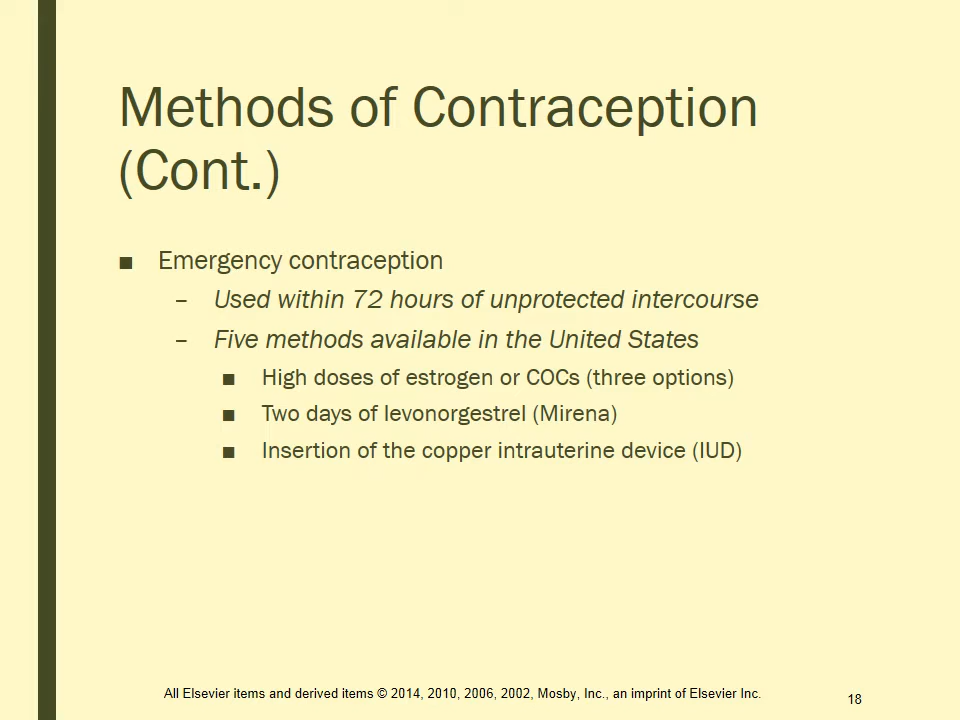 Methods of Contraception
(Cont.)
■ Emergency contraception
– Used within 72 hours of unprotected intercourse
– Five methods available in the United States
■ High doses of estrogen or COCs (three options)
■ Two days of levonorgestrel (Mirena)
■ Insertion of the copper intrauterine device (IUD)
All Elsevier items and derived items © 2014, 2010, 2006, 2002, Mosby, Inc., an imprint of Elsevier Inc.
18